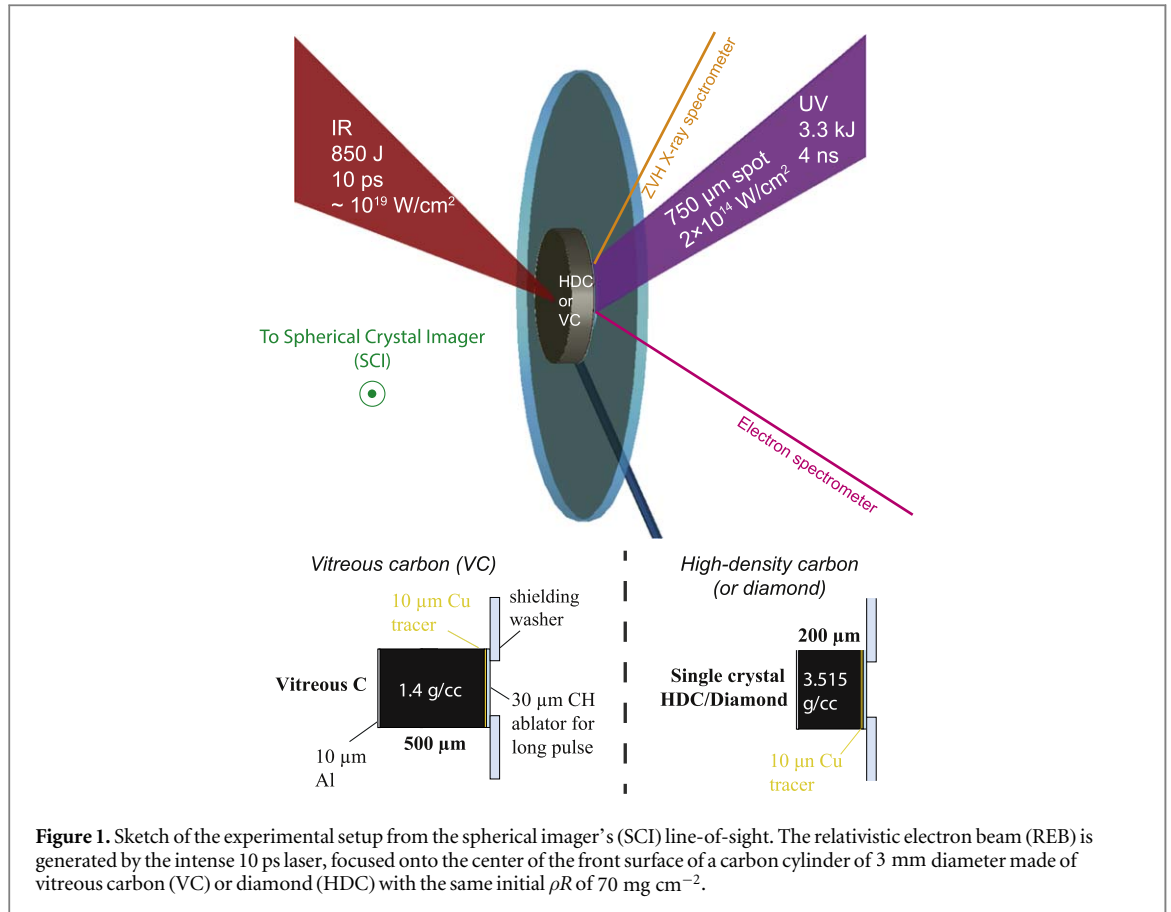 IR
850 J
10 ps
~ 10¹⁹ W/cm²
ZVH X-ray spectrometer
UV
3.3 kJ
4 ns
750 µm spot
2×10¹⁴ W/cm²
HDC
or
VC
To Spherical Crystal Imager
(SCI)
Electron spectrometer
Vitreous carbon (VC)
10 µm Cu
tracer
shielding
washer
Vitreous C
1.4 g/cc
30 µm CH
ablator for
long pulse
500 µm
10 µm
Al
High-density carbon
(or diamond)
200 µm
Single crystal
HDC/Diamond
3.515
g/cc
10 µn Cu
tracer
Figure 1. Sketch of the experimental setup from the spherical imager's (SCI) line-of-sight. The relativistic electron beam (REB) is
generated by the intense 10 ps laser, focused onto the center of the front surface of a carbon cylinder of 3 mm diameter made of
vitreous carbon (VC) or diamond (HDC) with the same initial ρR of 70 mg cm⁻².